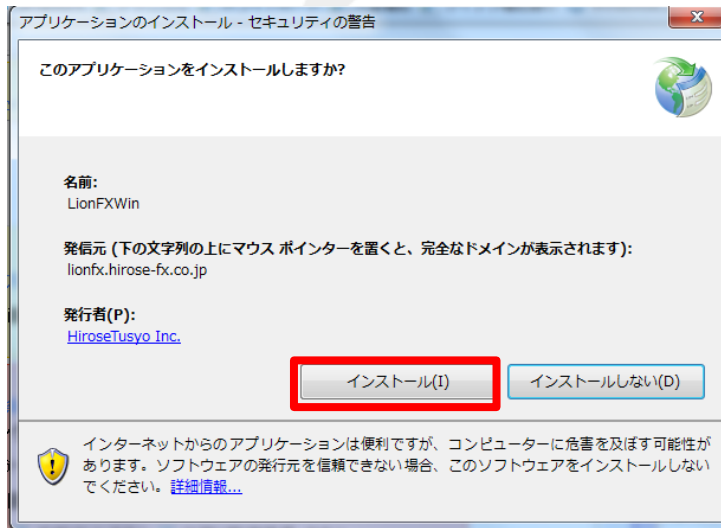 アプリケーションのインストール - セキュリティの警告
このアプリケーションをインストールしますか?
名前:
LionFXWin
発信元 (下の文字列の上にマウス ポインターを置くと、完全なドメインが表示されます):
lionfx.hirose-fx.co.jp
発行者(P):
HiroseTusyo Inc.
インストール(I) インストールしない(D)
インターネットからのアプリケーションは便利ですが、コンピューターに危害を及ぼす可能性が
あります。ソフトウェアの発行元を信頼できない場合、このソフトウェアをインストールしない
でください。詳細情報...